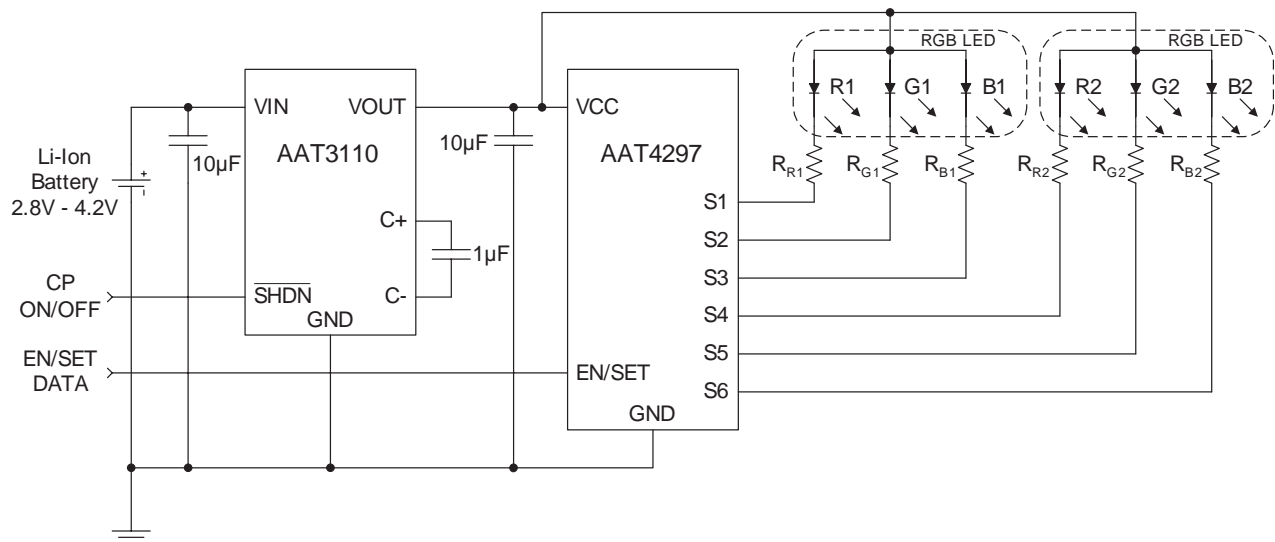 RGB LED
RGB LED
R1
G1
B1
R2
G2
B2
VIN
VOUT
VCC
10µF
AAT3110
10µF
AAT4297
Li-Ion
Battery
2.8V - 4.2V
+
-
R_R1
R_G1
R_B1
R_R2
R_G2
R_B2
S1
C+
1µF
S2
S3
CP
ON/OFF
SHDN
C-
GND
S4
S5
EN/SET
DATA
EN/SET
S6
GND